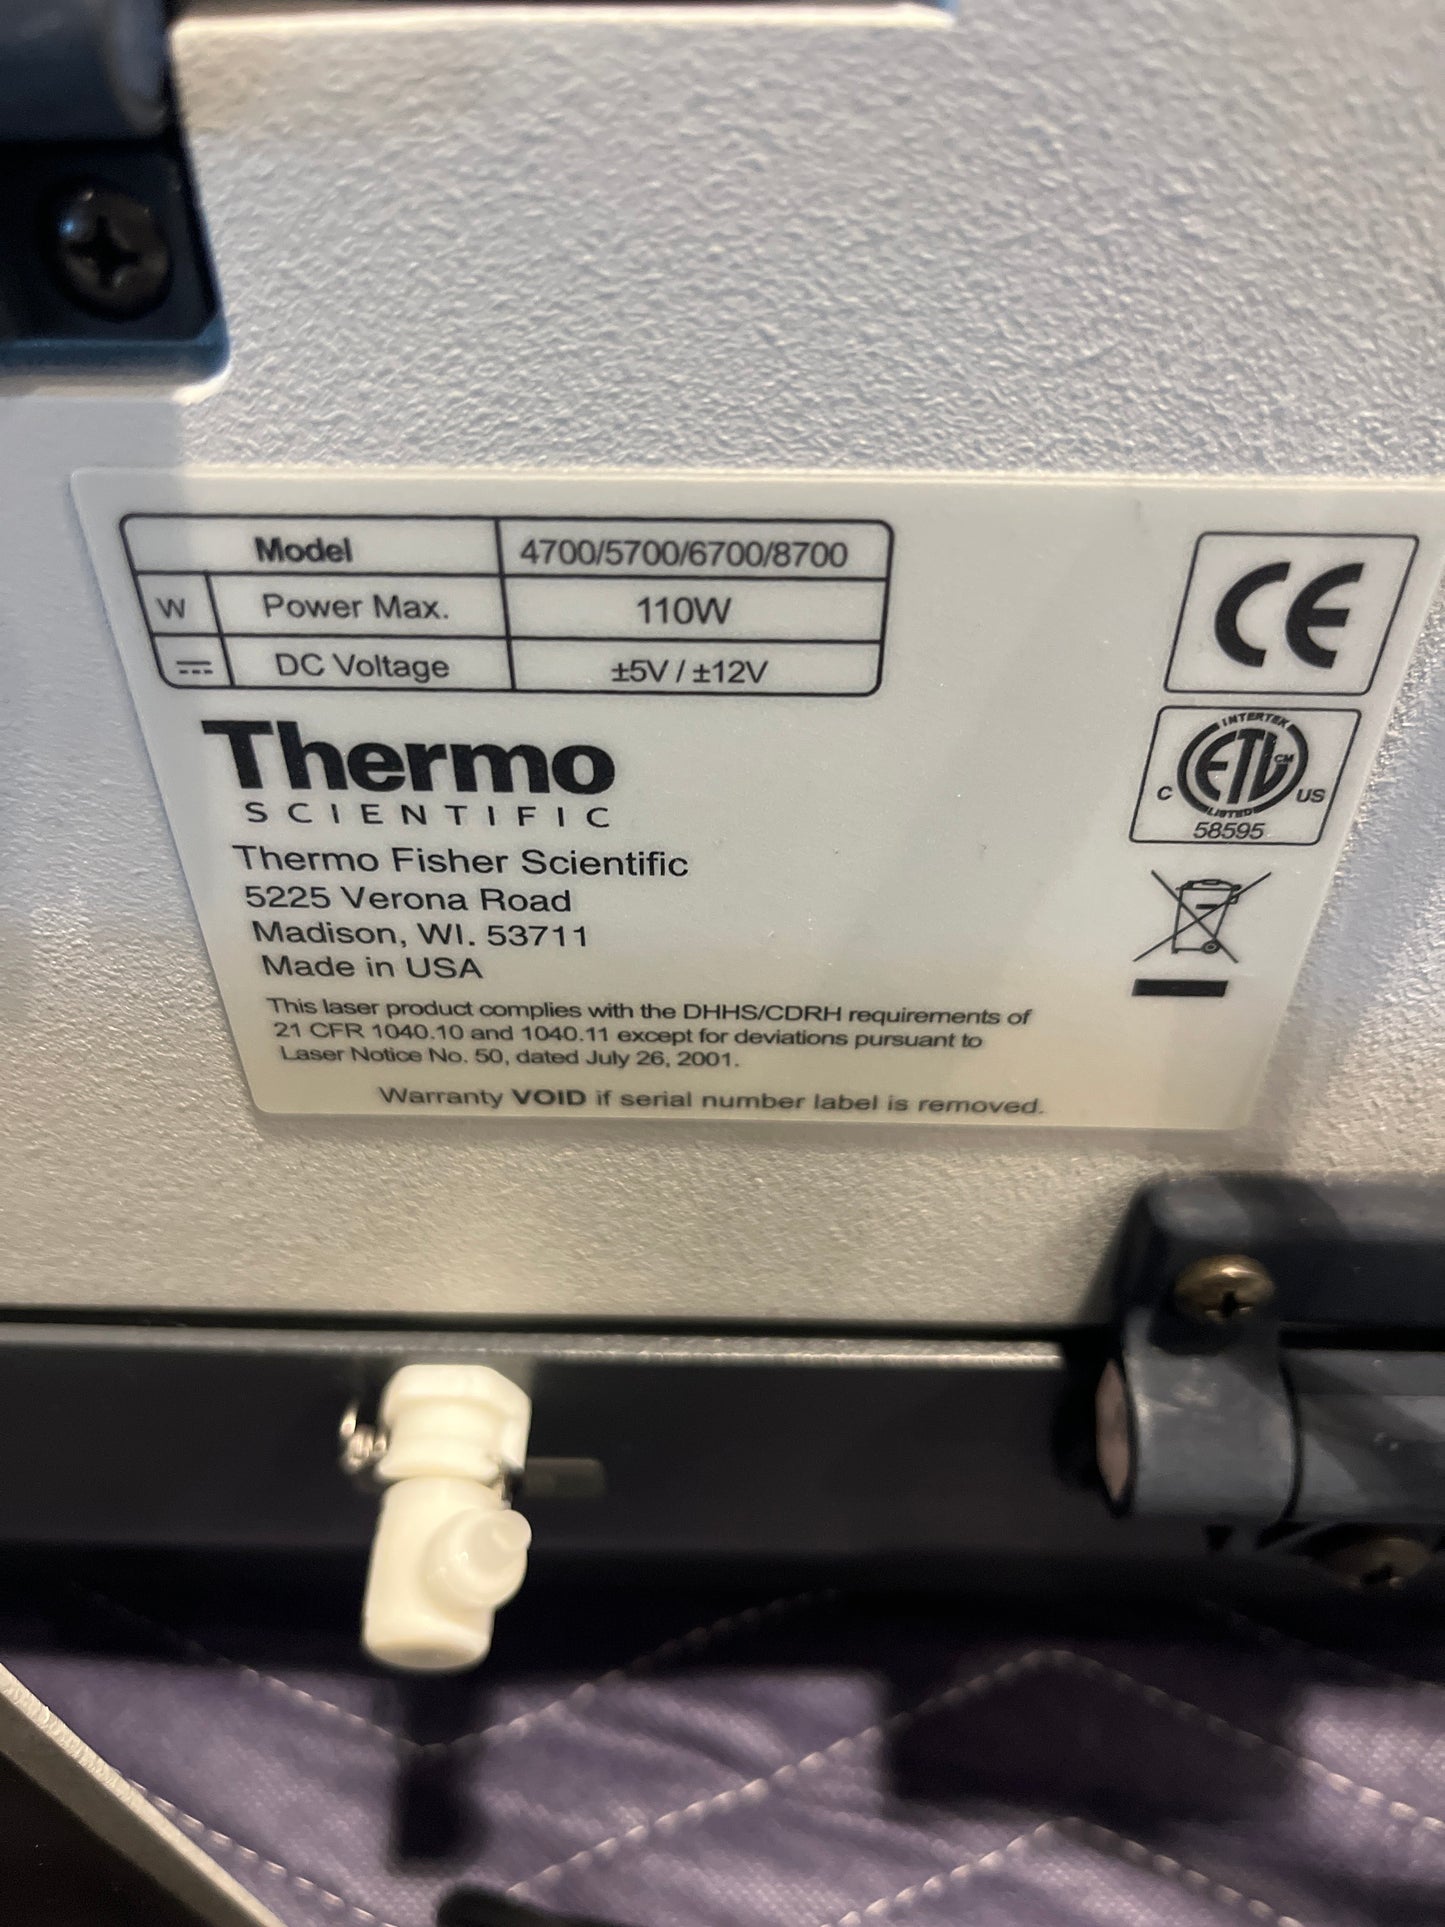 Model 4700/5700/6700/8700
W Power Max. 110W
DC Voltage ±5V / ±12V
CE
INTERTEK
ETL CM
C US
LISTED
58595
Thermo
SCIENTIFIC
Thermo Fisher Scientific
5225 Verona Road
Madison, WI. 53711
Made in USA
This laser product complies with the DHHS/CDRH requirements of
21 CFR 1040.10 and 1040.11 except for deviations pursuant to
Laser Notice No. 50, dated July 26, 2001.
Warranty VOID if serial number label is removed.